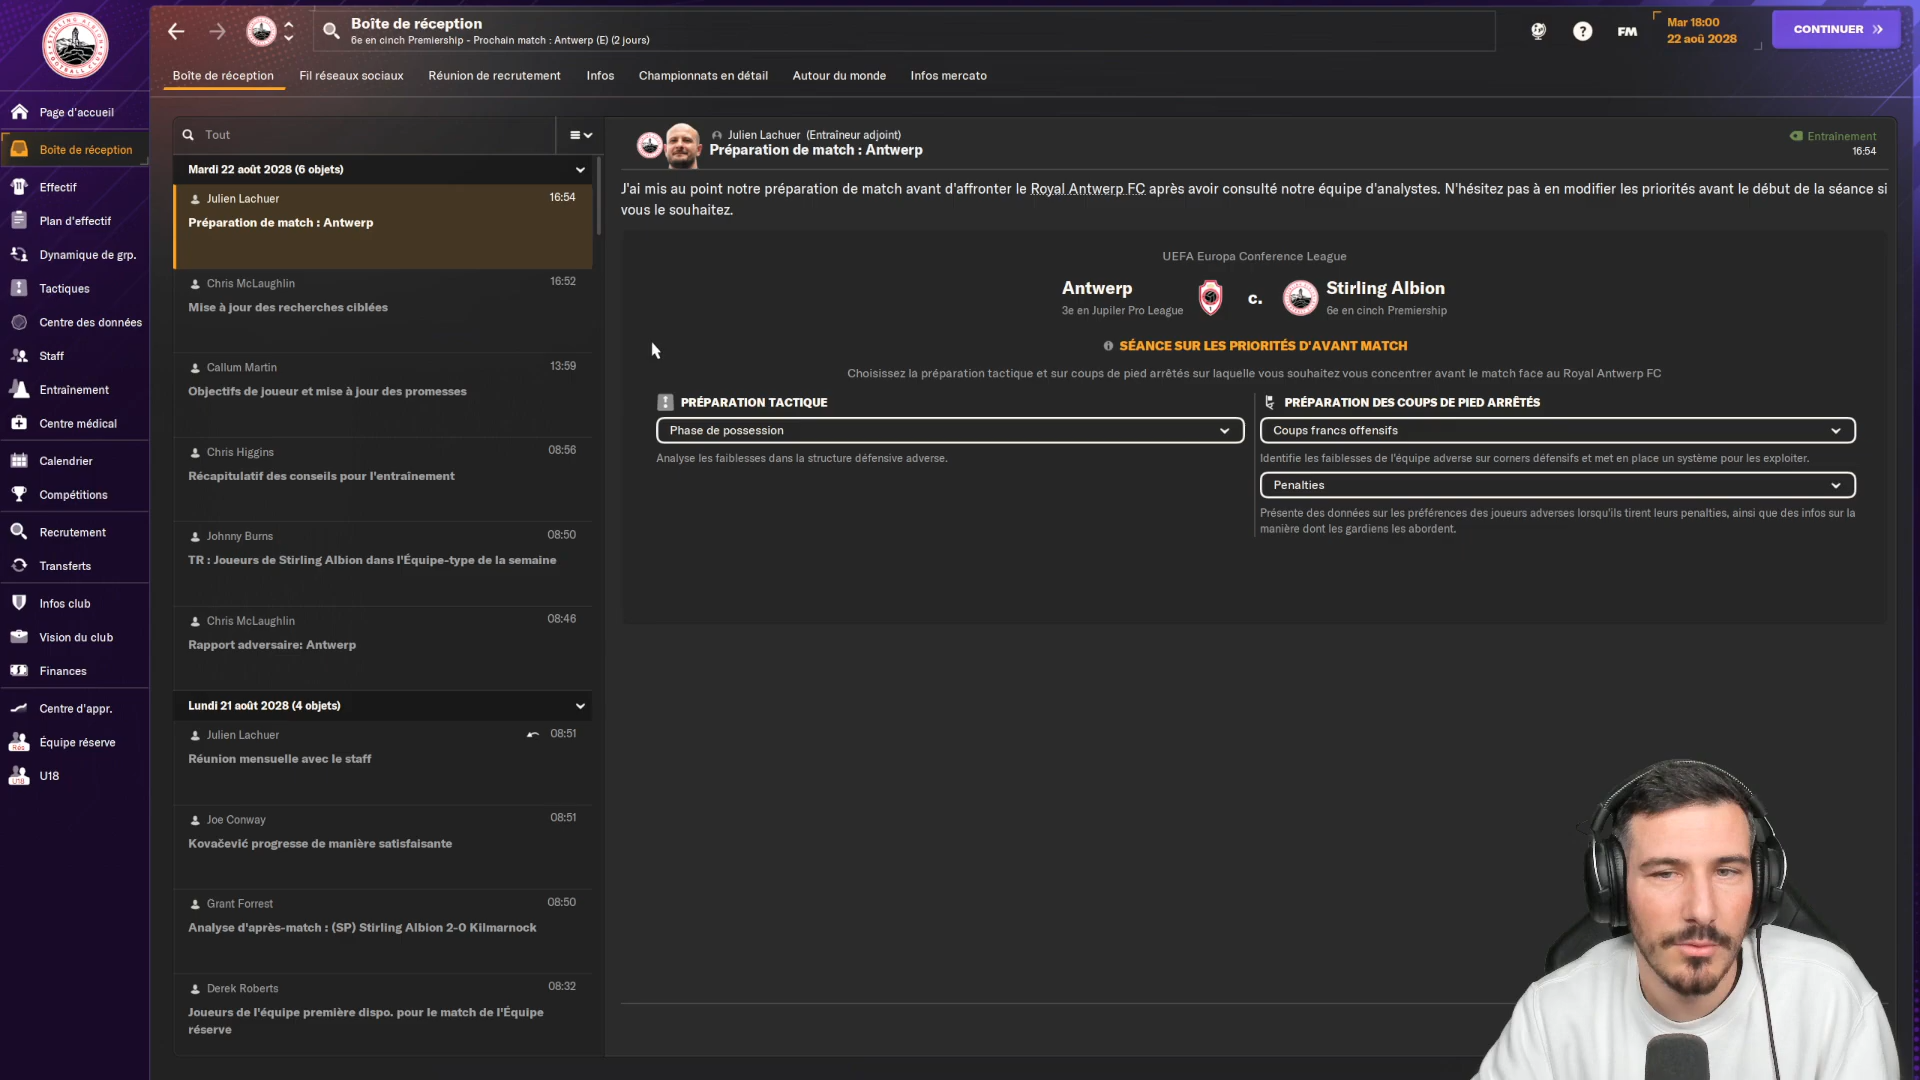 Boîte de réception
6e en cinch Premiership - Prochain match : Antwerp (E) (2 jours)
FM
Mar 18:00
22 aoû 2028
CONTINUER
Boîte de réception
Fil réseaux sociaux
Réunion de recrutement
Infos
Championnats en détail
Autour du monde
Infos mercato
Page d'accueil
Boîte de réception
Effectif
Plan d'effectif
Dynamique de grp.
Tactiques
Centre des données
Staff
Entraînement
Centre médical
Calendrier
Compétitions
Recrutement
Transferts
Infos club
Vision du club
Finances
Centre d'appr.
Équipe réserve
U18
Tout
Mardi 22 août 2028 (6 objets)
Julien Lachuer 16:54
Préparation de match : Antwerp
Chris McLaughlin 16:52
Mise à jour des recherches ciblées
Callum Martin 13:59
Objectifs de joueur et mise à jour des promesses
Chris Higgins 08:56
Récapitulatif des conseils pour l'entraînement
Johnny Burns 08:50
TR : Joueurs de Stirling Albion dans l'Équipe-type de la semaine
Chris McLaughlin 08:46
Rapport adversaire: Antwerp
Lundi 21 août 2028 (4 objets)
Julien Lachuer 08:51
Réunion mensuelle avec le staff
Joe Conway 08:51
Kovačević progresse de manière satisfaisante
Grant Forrest 08:50
Analyse d'après-match : (SP) Stirling Albion 2-0 Kilmarnock
Derek Roberts 08:32
Joueurs de l'équipe première dispo. pour le match de l'Équipe
réserve
Julien Lachuer (Entraîneur adjoint)
Préparation de match : Antwerp
Entraînement
16:54
J'ai mis au point notre préparation de match avant d'affronter le Royal Antwerp FC après avoir consulté notre équipe d'analystes. N'hésitez pas à en modifier les priorités avant le début de la séance si
vous le souhaitez.
UEFA Europa Conference League
Antwerp
3e en Jupiler Pro League
c.
Stirling Albion
6e en cinch Premiership
SÉANCE SUR LES PRIORITÉS D'AVANT MATCH
Choisissez la préparation tactique et sur coups de pied arrêtés sur laquelle vous souhaitez vous concentrer avant le match face au Royal Antwerp FC
PRÉPARATION TACTIQUE
Phase de possession
Analyse les faiblesses dans la structure défensive adverse.
PRÉPARATION DES COUPS DE PIED ARRÊTÉS
Coups francs offensifs
Identifie les faiblesses de l'équipe adverse sur corners défensifs et met en place un système pour les exploiter.
Penalties
Présente des données sur les préférences des joueurs adverses lorsqu'ils tirent leurs penalties, ainsi que des infos sur la
manière dont les gardiens les abordent.